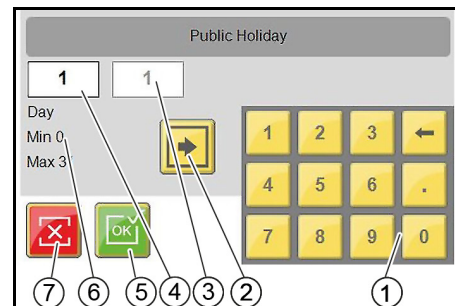 Public Holiday
1 1
Day
Min 0
Max 3
1 2 3 ←
4 5 6 .
7 8 9 0
OK
7 6 5 4 3 2 1